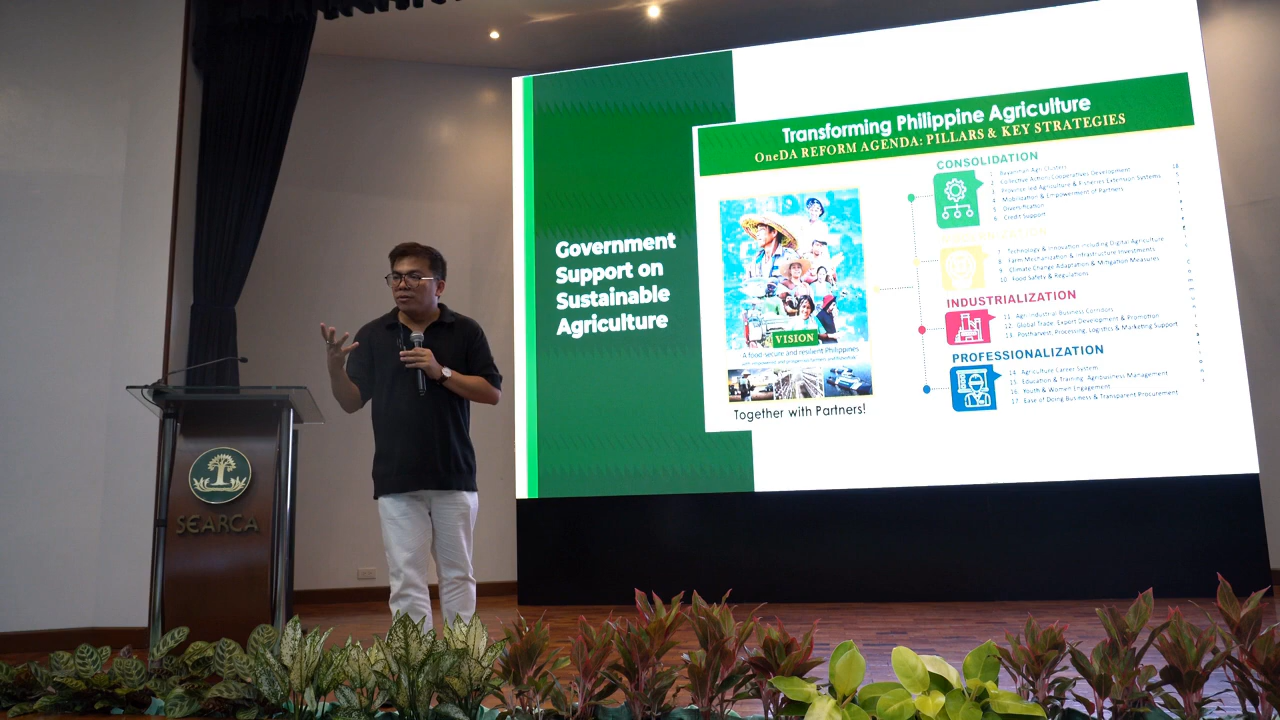 SEARCA
Government
Support on
Sustainable
Agriculture
Transforming Philippine Agriculture
OneDA REFORM AGENDA: PILLARS & KEY STRATEGIES
VISION
A food-secure and resilient Philippines
Together with Partners!
CONSOLIDATION
1 Bayanihan Agri Clusters
2 Collective Action: Cooperatives Development
3 Province-led Agriculture & Fisheries Extension Systems
4 Mobilization & Empowerment of Partners
5 Diversification
6 Credit Support
7 Technology & Innovation including Digital Agriculture
8 Farm Mechanization & Infrastructure Investments
9 Climate Change Adaptation & Mitigation Measures
10 Food Safety & Regulations
INDUSTRIALIZATION
11 Agri-Industrial Business Corridors
12 Global Trade, Export Development & Promotion
13 Postharvest, Processing, Logistics & Marketing Support
PROFESSIONALIZATION
14 Agriculture Career System
15 Education & Training: Agribusiness Management
16 Youth & Women Engagement
17 Ease of Doing Business & Transparent Procurement
18